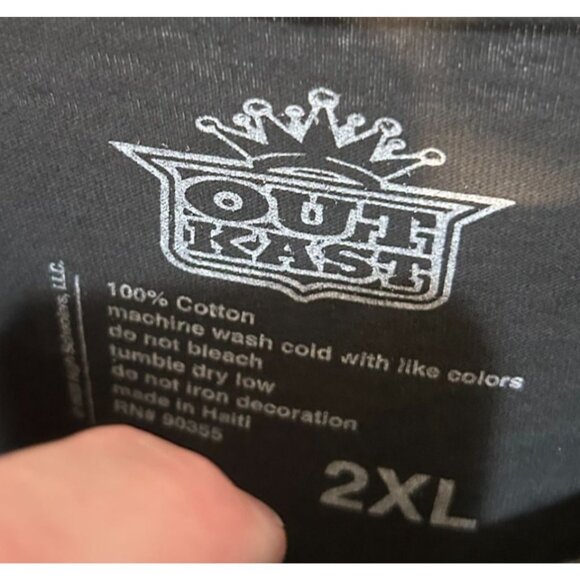 OUT
KAST
100% Cotton
machine wash cold with like colors
do not bleach
tumble dry low
do not iron decoration
made in Haiti
RN# 90355
2XL
LLC.